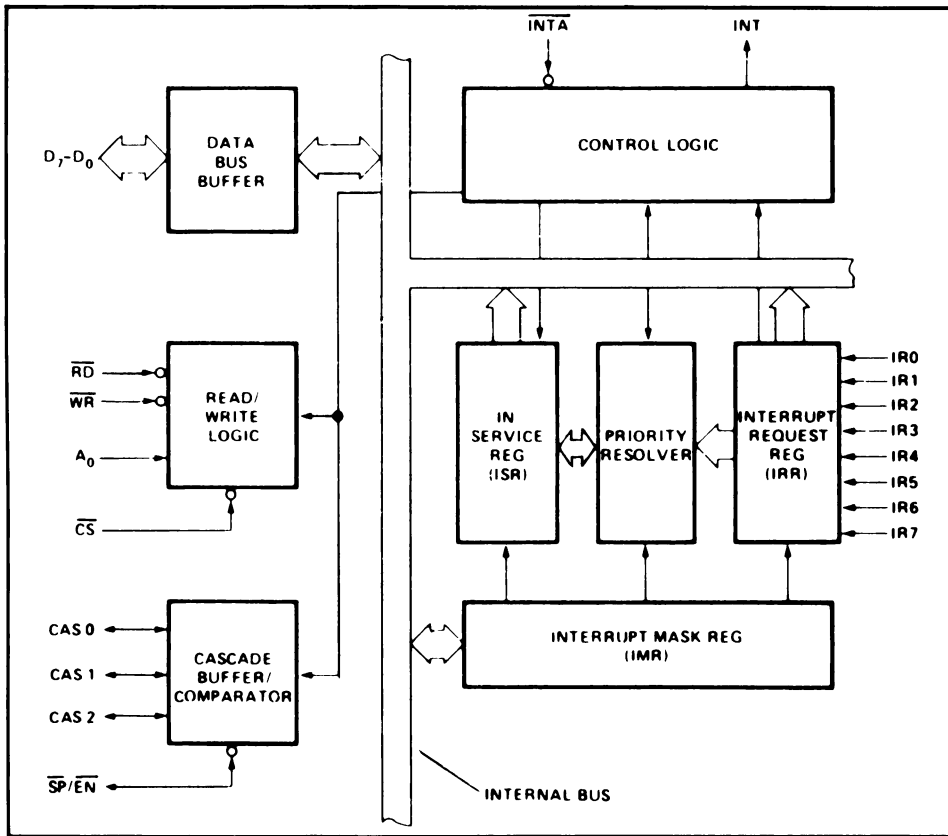 INTA
INT
DATA
BUS
BUFFER
D7-D0
CONTROL LOGIC
RD
WR
A0
CS
READ/
WRITE
LOGIC
IN
SERVICE
REG
(ISR)
PRIORITY
RESOLVER
INTERRUPT
REQUEST
REG
(IRR)
IR0
IR1
IR2
IR3
IR4
IR5
IR6
IR7
CAS 0
CAS 1
CAS 2
SP/EN
CASCADE
BUFFER/
COMPARATOR
INTERRUPT MASK REG
(IMR)
INTERNAL BUS